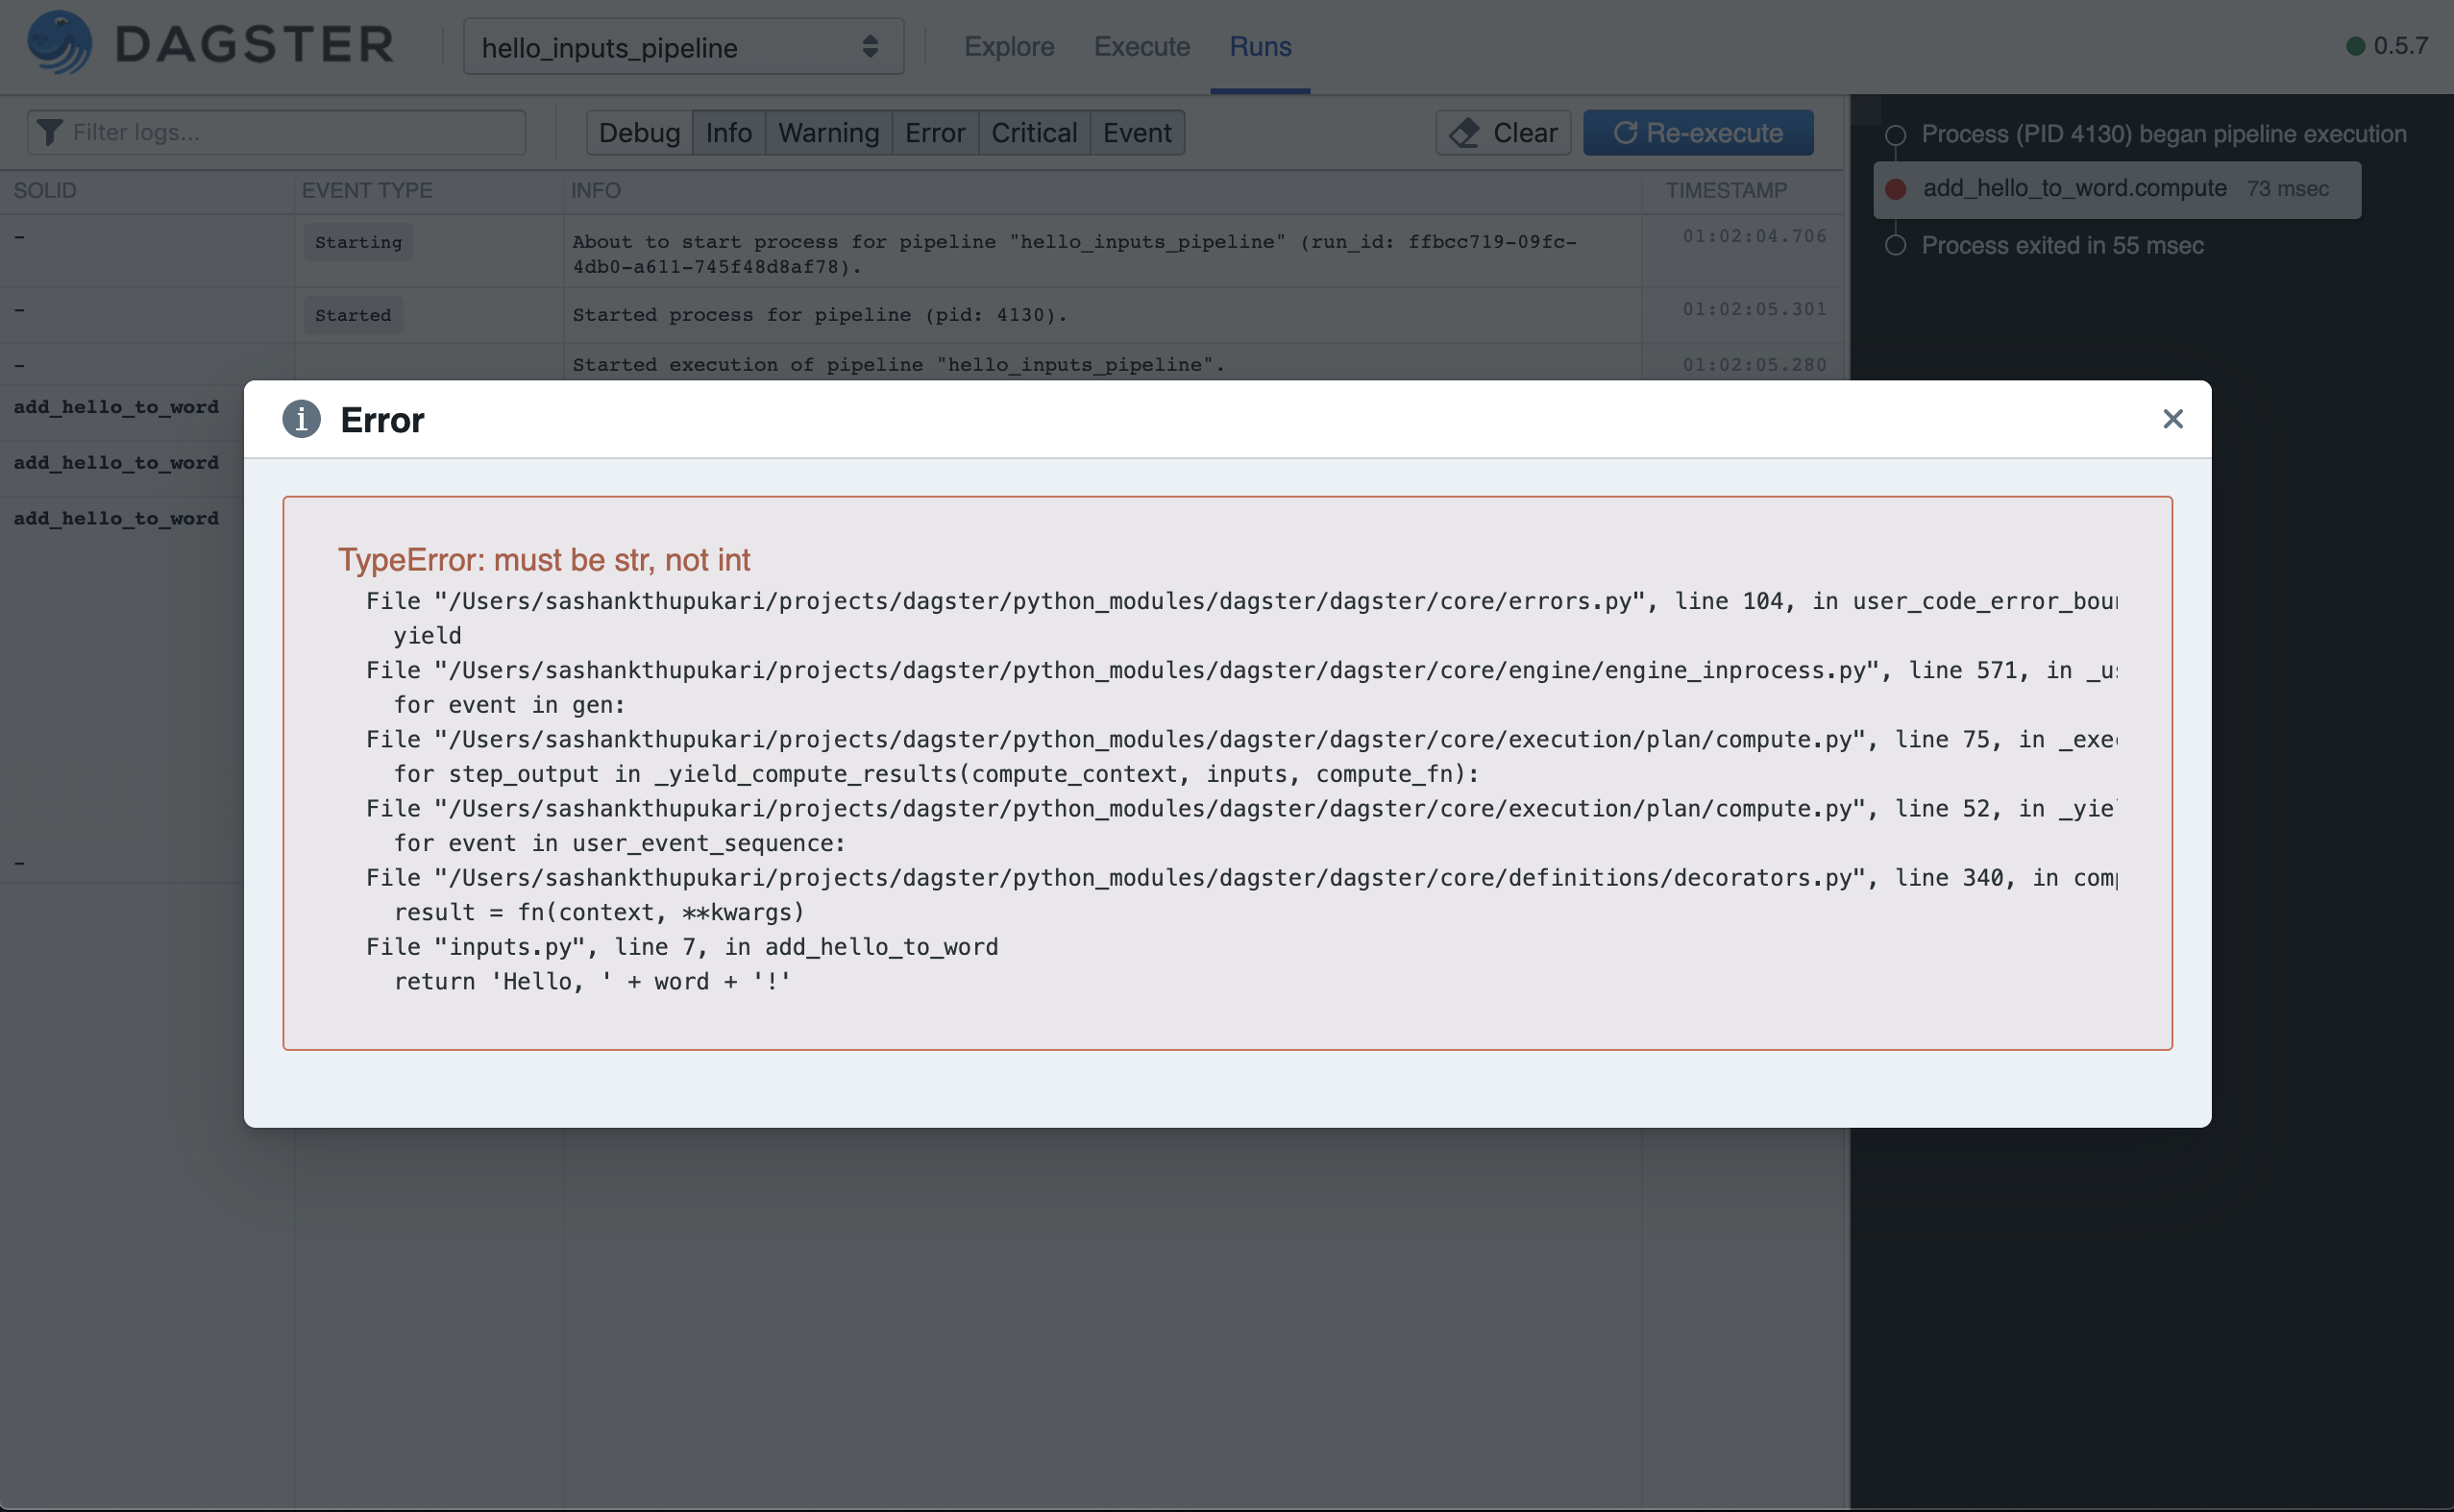 DAGSTER
hello_inputs_pipeline
Explore
Execute
Runs
0.5.7
Filter logs...
Debug
Info
Warning
Error
Critical
Event
Clear
Re-execute
SOLID
EVENT TYPE
INFO
TIMESTAMP
-
Starting
About to start process for pipeline "hello_inputs_pipeline" (run_id: ffbcc719-09fc-
4db0-a611-745f48d8af78).
01:02:04.706
-
Started
Started process for pipeline (pid: 4130).
01:02:05.301
-
Started execution of pipeline "hello_inputs_pipeline".
01:02:05.280
add_hello_to_word
add_hello_to_word
add_hello_to_word
-
Process (PID 4130) began pipeline execution
add_hello_to_word.compute 73 msec
Process exited in 55 msec
Error
TypeError: must be str, not int
File "/Users/sashankthupukari/projects/dagster/python_modules/dagster/dagster/core/errors.py", line 104, in
yield
File "/Users/sashankthupukari/projects/dagster/python_modules/dagster/dagster/core/engine/engine_inprocess.py", line 571, in
for event in gen:
File "/Users/sashankthupukari/projects/dagster/python_modules/dagster/dagster/core/execution/plan/compute.py", line 75, in
for step_output in _yield_compute_results(compute_context, inputs, compute_fn):
File "/Users/sashankthupukari/projects/dagster/python_modules/dagster/dagster/core/execution/plan/compute.py", line 52, in
for event in user_event_sequence:
File "/Users/sashankthupukari/projects/dagster/python_modules/dagster/dagster/core/definitions/decorators.py", line 340, in
result = fn(context, **kwargs)
File "inputs.py", line 7, in add_hello_to_word
return 'Hello, ' + word + '!'